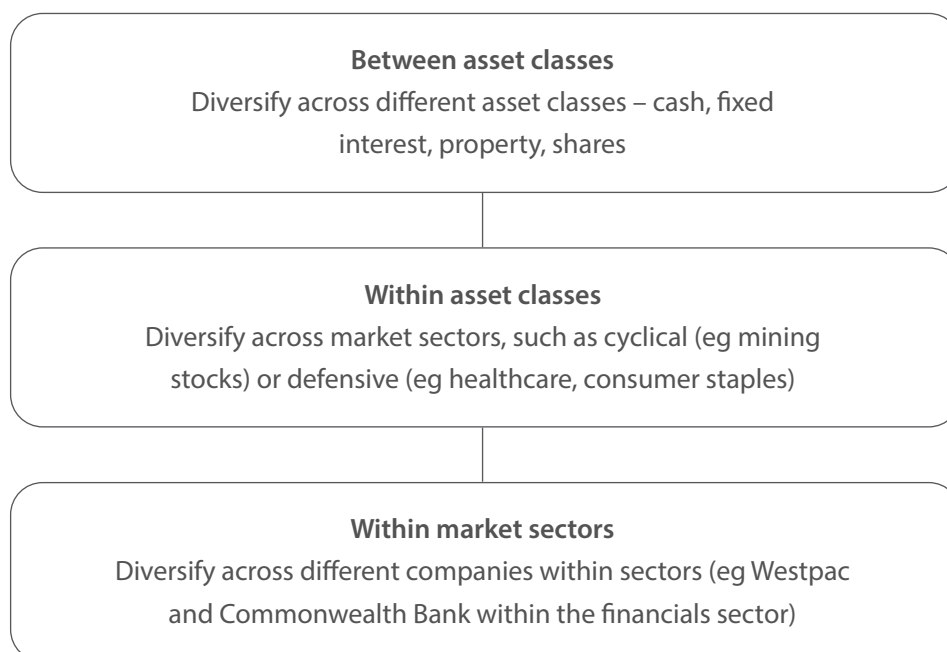 Between asset classes
Diversify across different asset classes – cash, fixed
interest, property, shares
Within asset classes
Diversify across market sectors, such as cyclical (eg mining
stocks) or defensive (eg healthcare, consumer staples)
Within market sectors
Diversify across different companies within sectors (eg Westpac
and Commonwealth Bank within the financials sector)